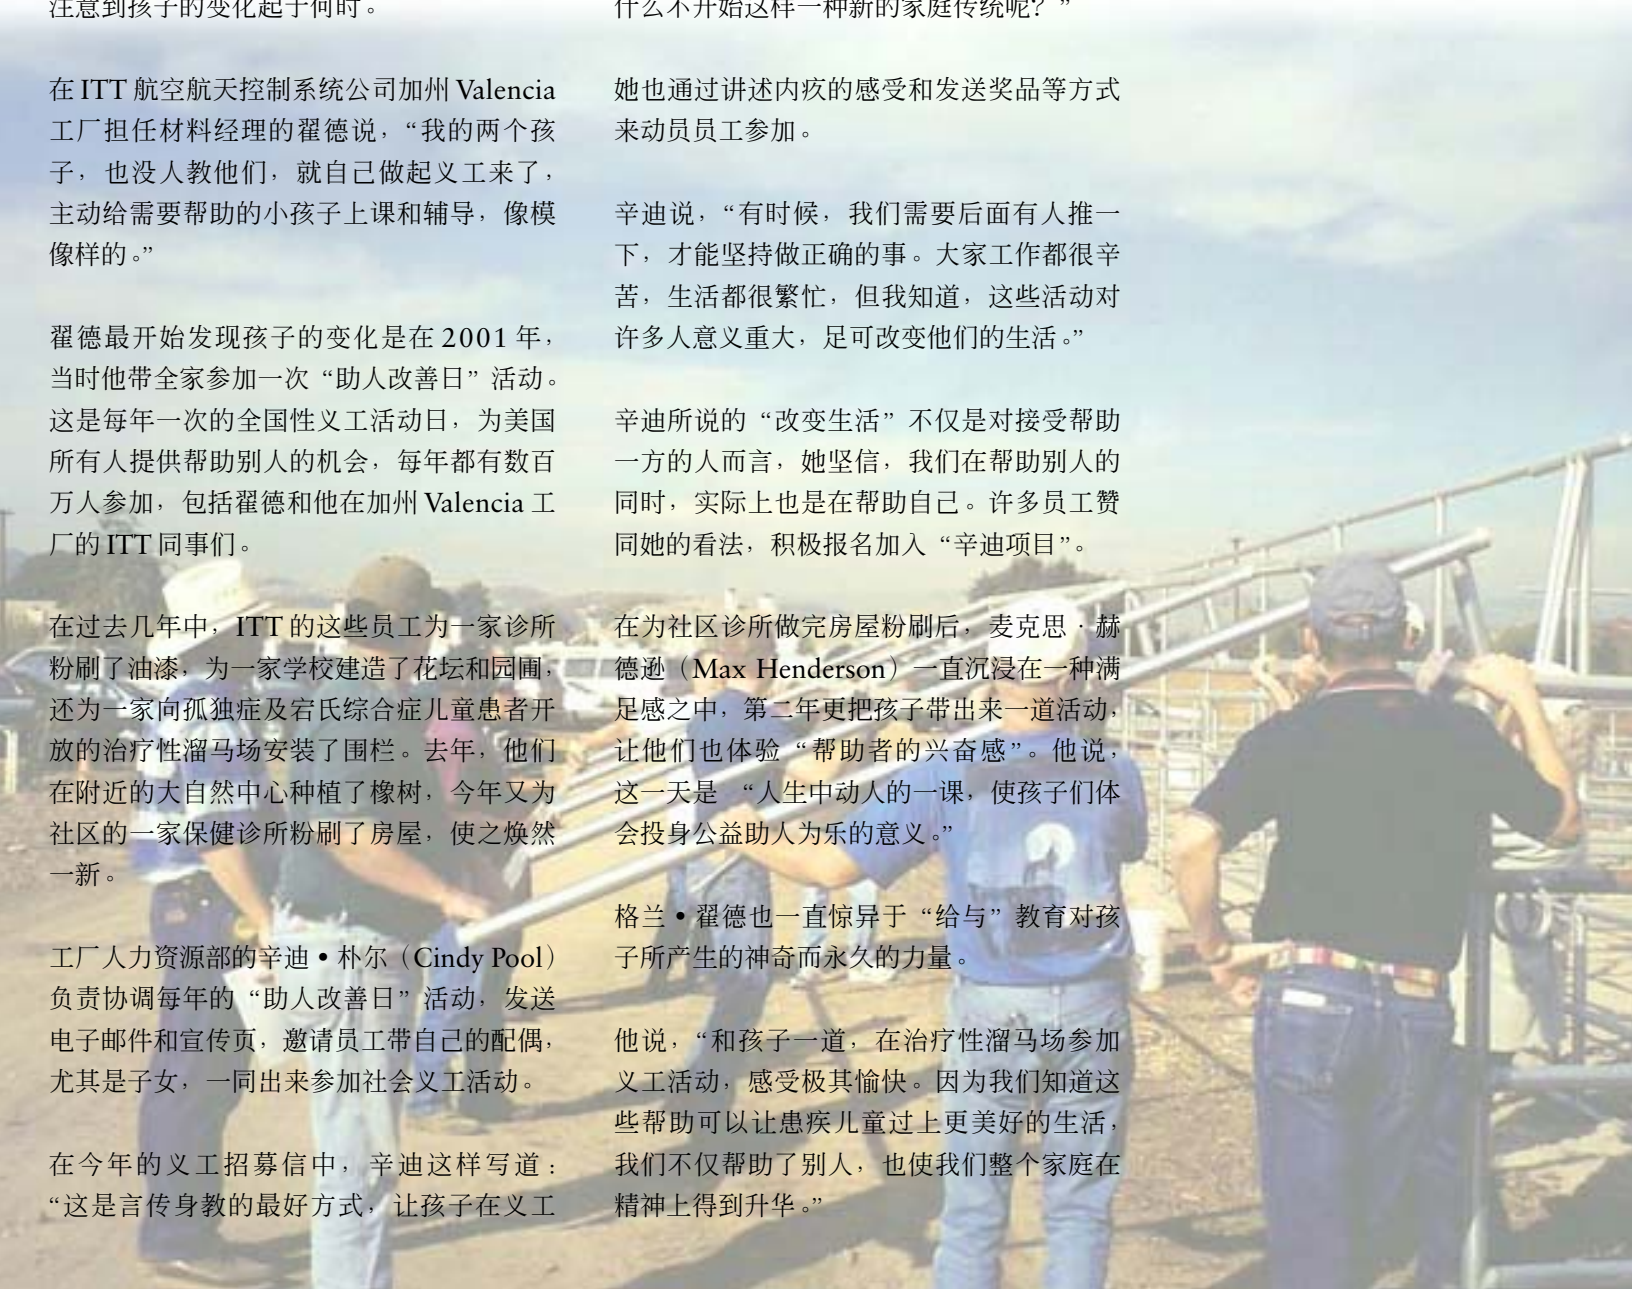 注意到孩子的变化起于何时。
在 ITT 航空航天控制系统公司加州 Valencia
工厂担任材料经理的翟德说，“我的两个孩
子，也没人教他们，就自己做起义工来了，
主动给需要帮助的小孩子上课和辅导，像模
像样的。”
翟德最开始发现孩子的变化是在 2001 年，
当时他带全家参加一次“助人改善日”活动。
这是每年一次的全国性义工活动日，为美国
所有人提供帮助别人的机会，每年都有数百
万人参加，包括翟德和他在加州 Valencia 工
厂的 ITT 同事们。
在过去几年中，ITT 的这些员工为一家诊所
粉刷了油漆，为一家学校建造了花坛和园圃，
还为一家向孤独症及宕氏综合症儿童患者开
放的治疗性溜马场安装了围栏。去年，他们
在附近的大自然中心种植了橡树，今年又为
社区的一家保健诊所粉刷了房屋，使之焕然
一新。
工厂人力资源部的辛迪•朴尔（Cindy Pool）
负责协调每年的“助人改善日”活动，发送
电子邮件和宣传页，邀请员工带自己的配偶，
尤其是子女，一同出来参加社会义工活动。
在今年的义工招募信中，辛迪这样写道：
“这是言传身教的最好方式，让孩子在义工
什么不开始这样一种新的家庭传统呢？”
她也通过讲述内疚的感受和发送奖品等方式
来动员员工参加。
辛迪说，“有时候，我们需要后面有人推一
下，才能坚持做正确的事。大家工作都很辛
苦，生活都很繁忙，但我知道，这些活动对
许多人意义重大，足可改变他们的生活。”
辛迪所说的“改变生活”不仅是对接受帮助
一方的人而言，她坚信，我们在帮助别人的
同时，实际上也是在帮助自己。许多员工赞
同她的看法，积极报名加入“辛迪项目”。
在为社区诊所做完房屋粉刷后，麦克思·赫
德逊（Max Henderson）一直沉浸在一种满
足感之中，第二年更把孩子带出来一道活动，
让他们也体验“帮助者的兴奋感”。他说，
这一天是 “人生中动人的一课，使孩子们体
会投身公益助人为乐的意义。”
格兰•翟德也一直惊异于“给与”教育对孩
子所产生的神奇而永久的力量。
他说，“和孩子一道，在治疗性溜马场参加
义工活动，感受极其愉快。因为我们知道这
些帮助可以让患疾儿童过上更美好的生活，
我们不仅帮助了别人，也使我们整个家庭在
精神上得到升华。”